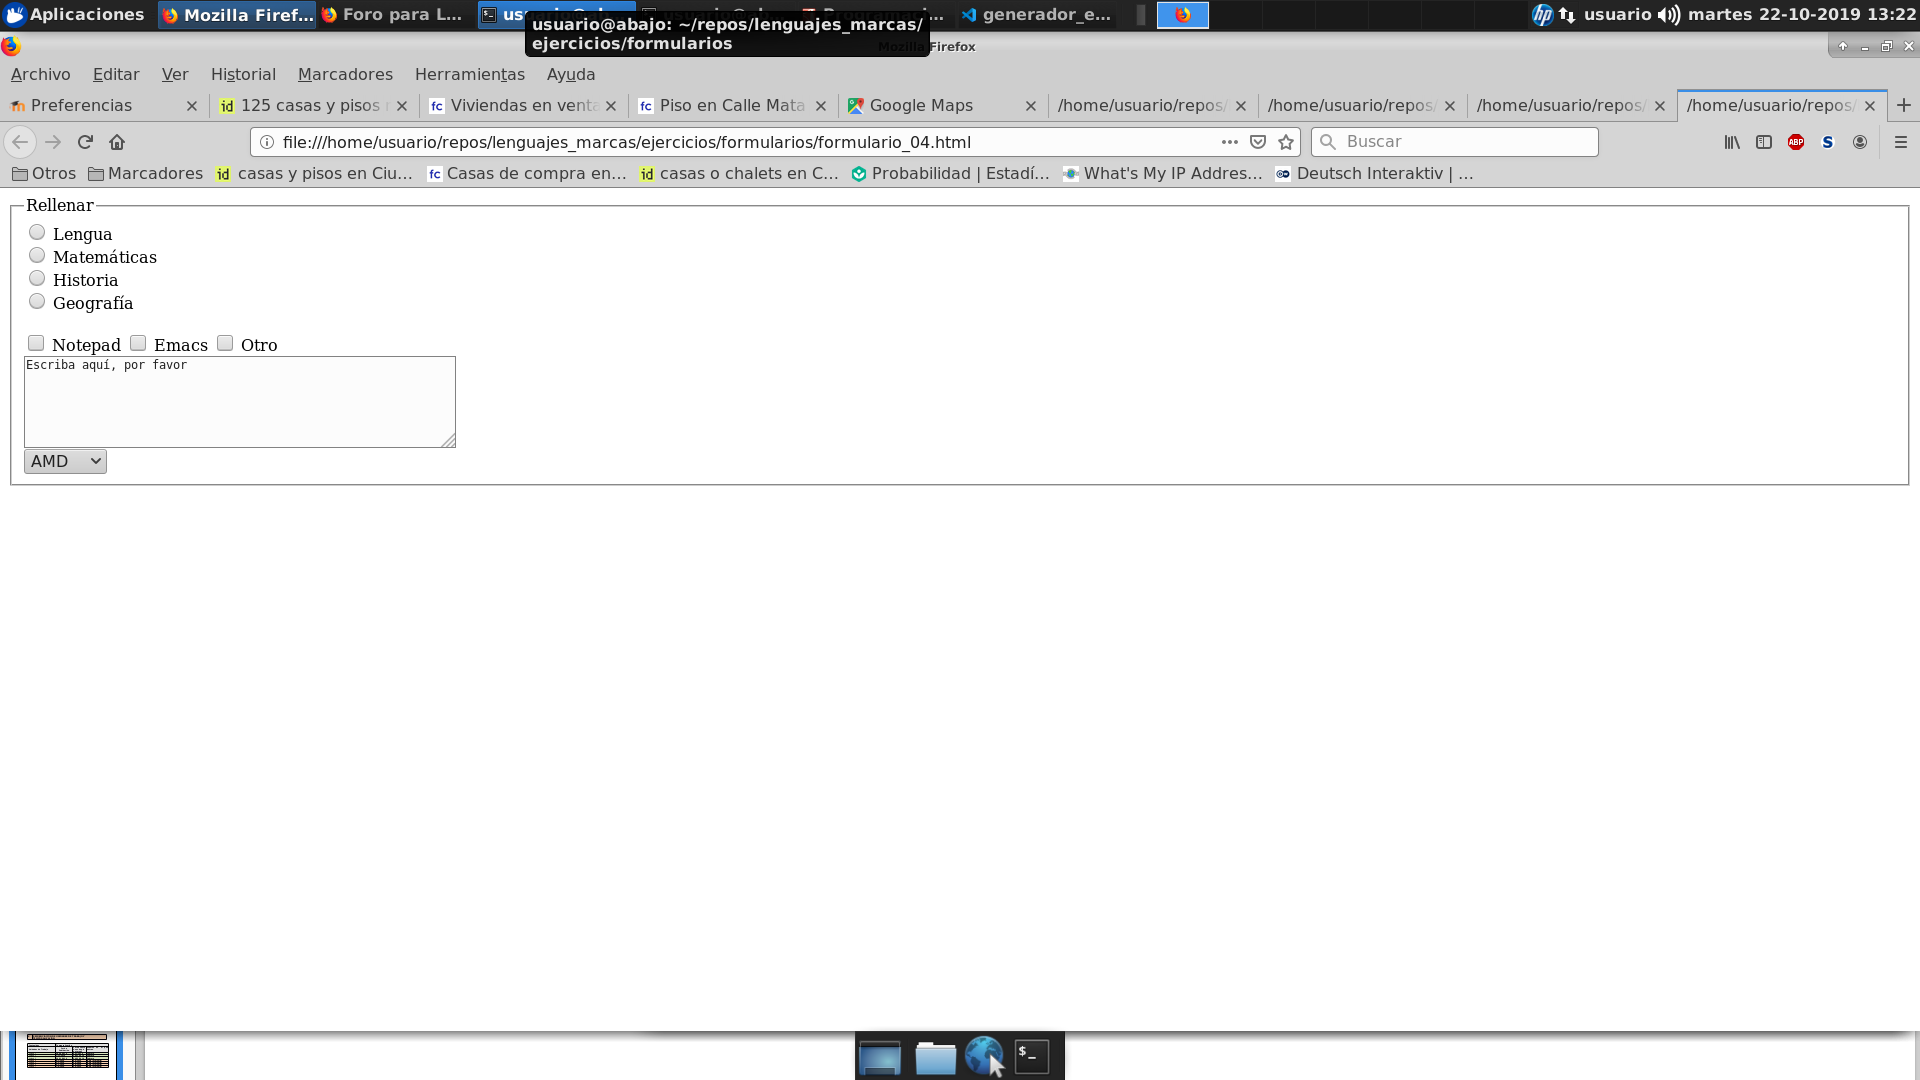 Aplicaciones
Mozilla Firef...
Foro para L...
generador_e...
usuario
martes 22-10-2019 13:22
usuario@abajo: ~/repos/lenguajes_marcas/
ejercicios/formularios
Firefox
Archivo Editar Ver Historial Marcadores Herramientas Ayuda
Preferencias
125 casas y pisos
Viviendas en venta
Piso en Calle Mata
Google Maps
/home/usuario/repos/
/home/usuario/repos/
/home/usuario/repos/
/home/usuario/repos/
file:///home/usuario/repos/lenguajes_marcas/ejercicios/formularios/formulario_04.html
Buscar
ABP
S
Otros
Marcadores
casas y pisos en Ciu...
Casas de compra en...
casas o chalets en C...
Probabilidad | Estadí...
What's My IP Addres...
Deutsch Interaktiv | ...
Rellenar
Lengua
Matemáticas
Historia
Geografía
Notepad Emacs Otro
Escriba aquí, por favor
AMD
$_